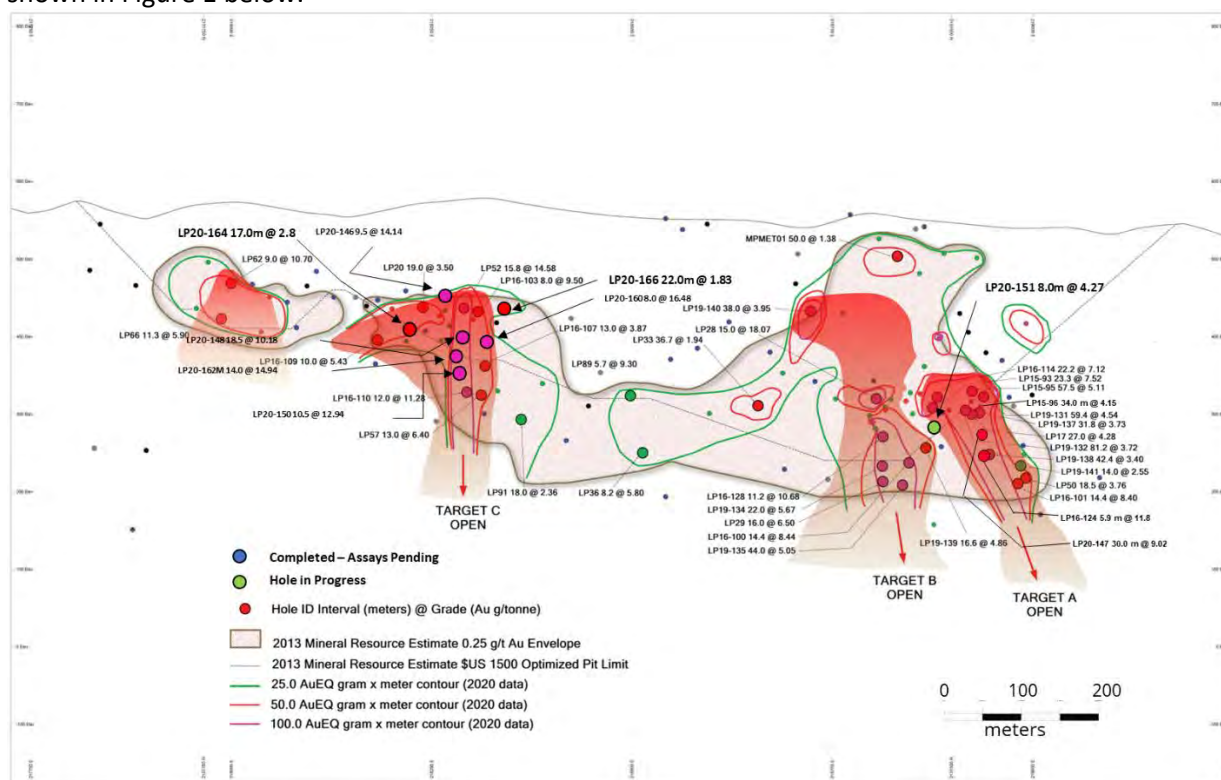 shown in Figure 1 below:
LP20-164 17.0m @ 2.8
LP20-1469.5 @ 14.14
LP62 9.0 @ 10.70
LP20 19.0 @ 3.50
LP52 15.8 @ 14.58
LP16-103 8.0 @ 9.50
LP20-166 22.0m @ 1.83
LP20-1608.0 @ 16.48
LP16-107 13.0 @ 3.87
LP66 11.3 @ 5.90
LP20-14818.5 @ 10.18
LP16-109 10.0 @ 5.43
LP20-162M 14.0 @ 14.94
LP89 5.7 @ 9.30
LP16-110 12.0 @ 11.28
LP20-15010.5 @ 12.94
LP57 13.0 @ 6.40
LP91 18.0 @ 2.36
LP36 8.2 @ 5.80
TARGET C
OPEN
MPMET01 50.0 @ 1.38
LP20-151 8.0m @ 4.27
LP19-140 38.0 @ 3.95
LP28 15.0 @ 18.07
LP33 36.7 @ 1.94
LP16-114 22.2 @ 7.12
LP15-93 23.3 @ 7.52
LP15-95 57.5 @ 5.11
LP15-96 34.0 m @ 4.15
LP19-131 59.4 @ 4.54
LP19-137 31.8 @ 3.73
LP17 27.0 @ 4.28
LP19-132 81.2 @ 3.72
LP19-138 42.4 @ 3.40
LP19-141 14.0 @ 2.55
LP50 18.5 @ 3.76
LP16-101 14.4 @ 8.40
LP16-124 5.9 m @ 11.8
LP20-147 30.0 m @ 9.02
LP16-128 11.2 @ 10.68
LP19-134 22.0 @ 5.67
LP29 16.0 @ 6.50
LP16-100 14.4 @ 8.44
LP19-135 44.0 @ 5.05
LP19-139 16.6 @ 4.86
TARGET B
OPEN
TARGET A
OPEN
Completed – Assays Pending
Hole in Progress
Hole ID Interval (meters) @ Grade (Au g/tonne)
2013 Mineral Resource Estimate 0.25 g/t Au Envelope
2013 Mineral Resource Estimate $US 1500 Optimized Pit Limit
25.0 AuEQ gram x meter contour (2020 data)
50.0 AuEQ gram x meter contour (2020 data)
100.0 AuEQ gram x meter contour (2020 data)
0 100 200
meters